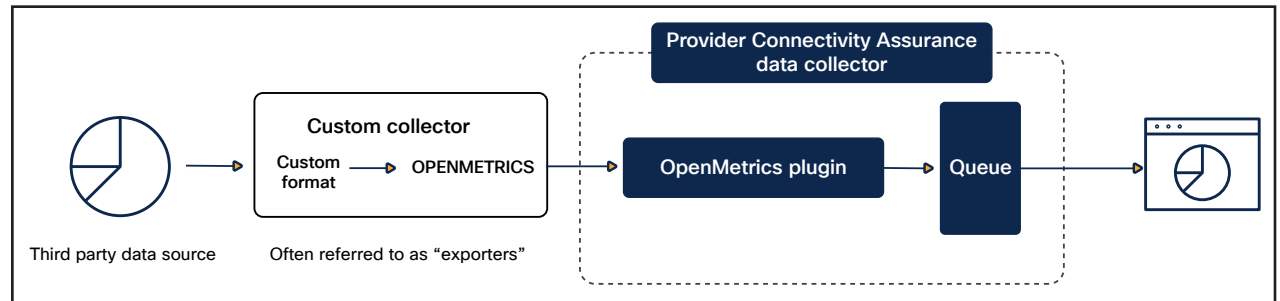 Provider Connectivity Assurance
data collector
Custom collector
Custom
format
OPENMETRICS
OpenMetrics plugin
Queue
Third party data source
Often referred to as “exporters”